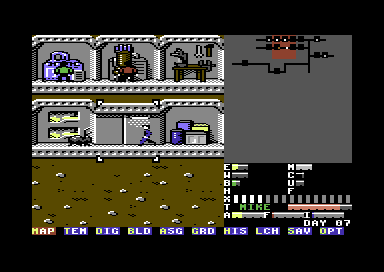 E M
W C
B U
H F
X
T MIKE
A F I
DAY 07
MAP TEM DIG BLD ASG GRD HIS LCH SAV OPT